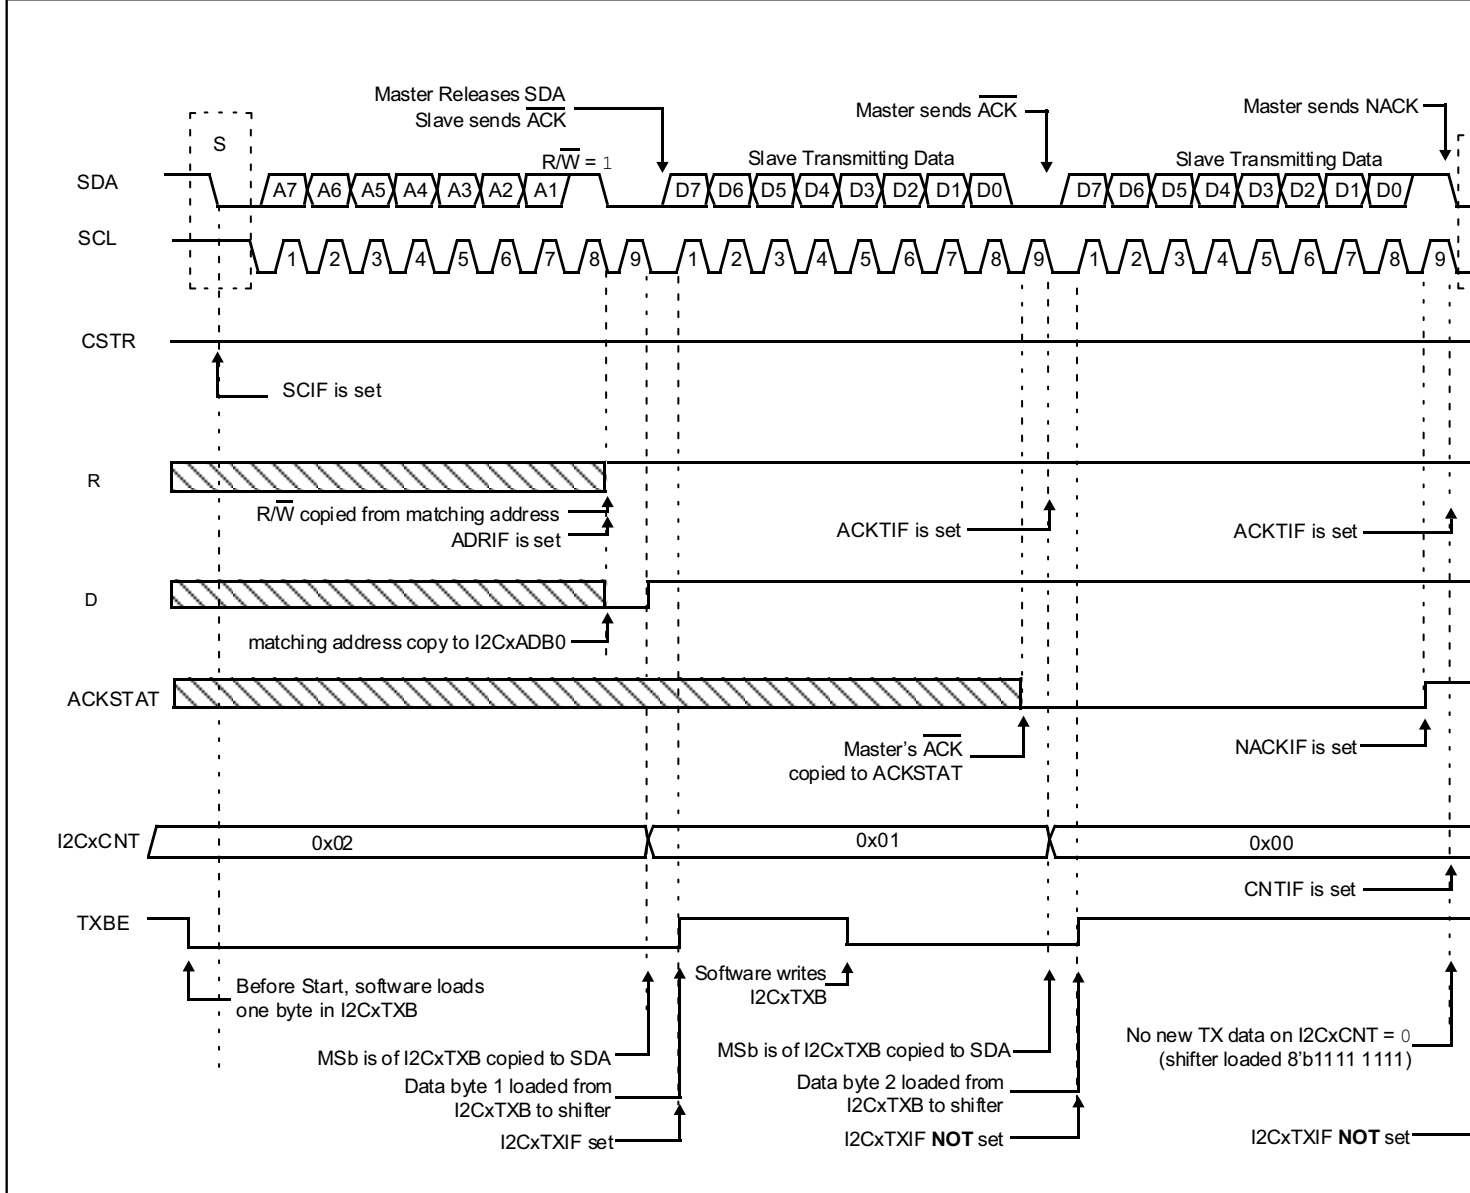 Master Releases SDA
Slave sends ACK
Master sends ACK
Master sends NACK
S
R/W = 1
Slave Transmitting Data
Slave Transmitting Data
SDA
A7 A6 A5 A4 A3 A2 A1 D7 D6 D5 D4 D3 D2 D1 D0 D7 D6 D5 D4 D3 D2 D1 D0
SCL
1 2 3 4 5 6 7 8 9 1 2 3 4 5 6 7 8 9 1 2 3 4 5 6 7 8 9
CSTR
SCIF is set
R
R/W copied from matching address
ADRIF is set
ACKTIF is set
ACKTIF is set
D
matching address copy to I2CxADB0
ACKSTAT
Master's ACK
copied to ACKSTAT
NACKIF is set
I2CxCNT
0x02
0x01
0x00
CNTIF is set
TXBE
Before Start, software loads
one byte in I2CxTXB
Software writes
I2CxTXB
MSb is of I2CxTXB copied to SDA
Data byte 1 loaded from
I2CxTXB to shifter
I2CxTXIF set
MSb is of I2CxTXB copied to SDA
Data byte 2 loaded from
I2CxTXB to shifter
I2CxTXIF NOT set
No new TX data on I2CxCNT = 0
(shifter loaded 8'b1111 1111)
I2CxTXIF NOT set